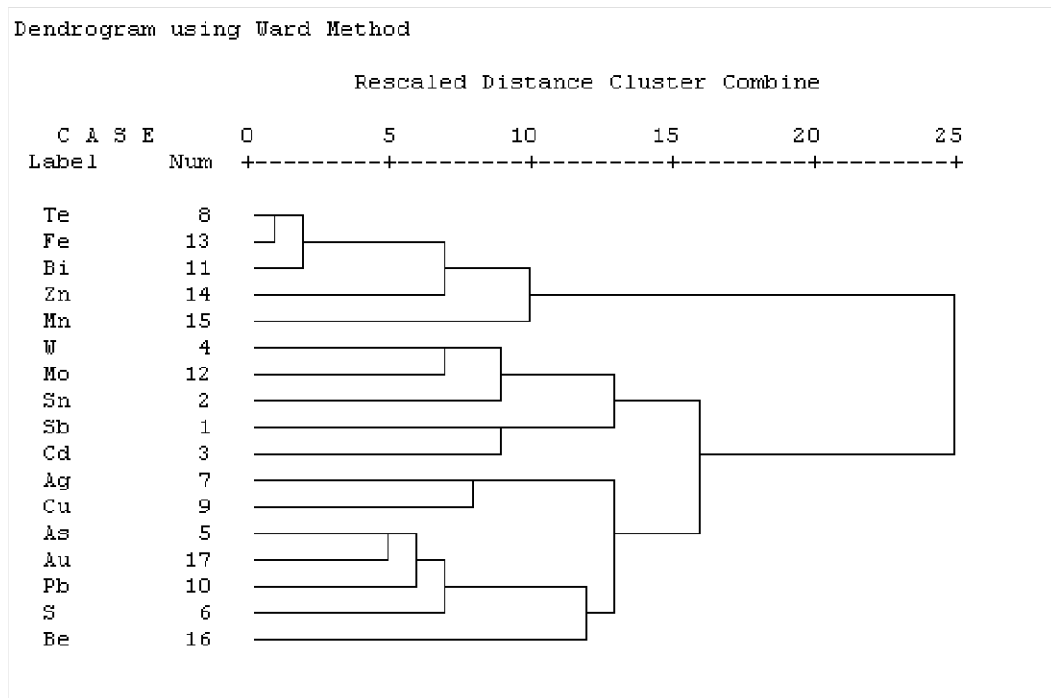 Dendrogram using Ward Method
Rescaled Distance Cluster Combine
C A S E 0 5 10 15 20 25
Label Num +---------+---------+---------+---------+---------+
Te 8
Fe 13
Bi 11
Zn 14
Mn 15
W 4
Mo 12
Sn 2
Sb 1
Cd 3
Ag 7
Cu 9
As 5
Au 17
Pb 10
S 6
Be 16